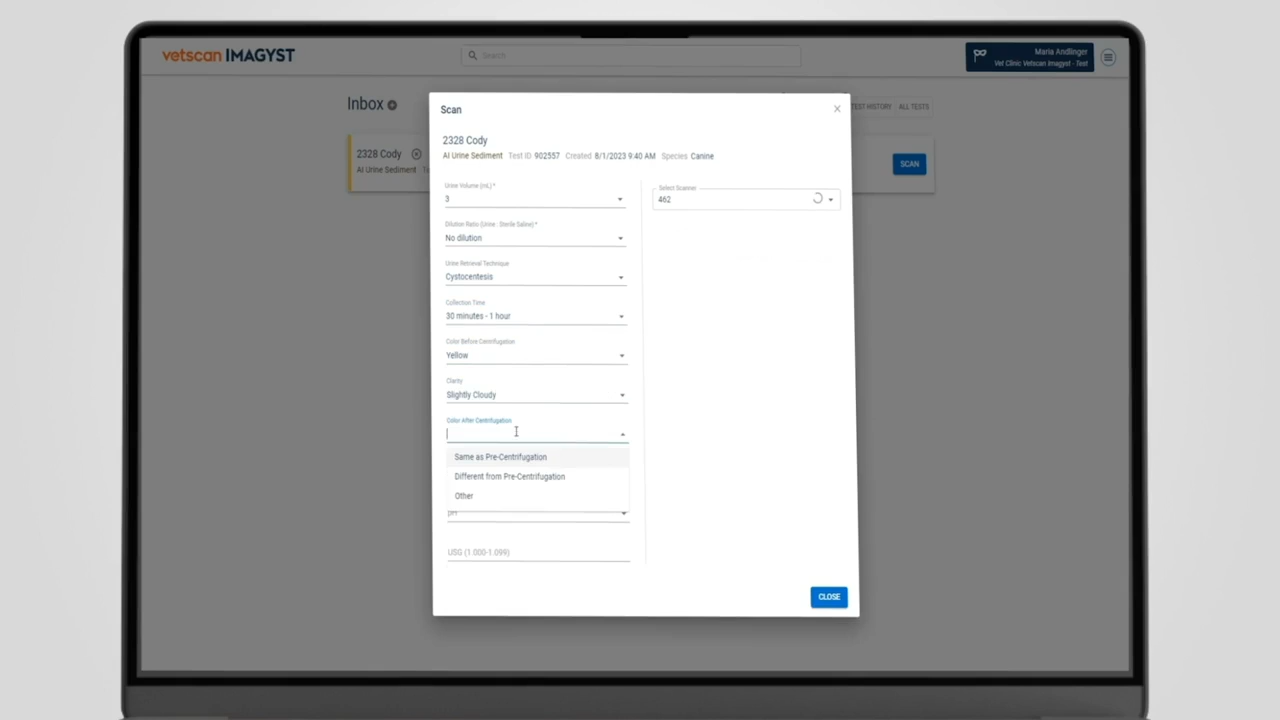 vetscan IMAGYST
Search
Maria Andlinger
Vet Clinic Vetscan Imagyst - Test
Inbox
TEST HISTORY ALL TESTS
2328 Cody
AI Urine Sediment
SCAN
Scan
2328 Cody
AI Urine Sediment Test ID 902557 Created 8/1/2023 9:40 AM Species Canine
Urine Volume (mL) *
3
Select Scanner
462
Dilution Ratio (Urine : Sterile Saline) *
No dilution
Urine Retrieval Technique
Cystocentesis
Collection Time
30 minutes - 1 hour
Color Before Centrifugation
Yellow
Clarity
Slightly Cloudy
Color After Centrifugation
Same as Pre-Centrifugation
Different from Pre-Centrifugation
Other
pH
USG (1.000-1.099)
CLOSE